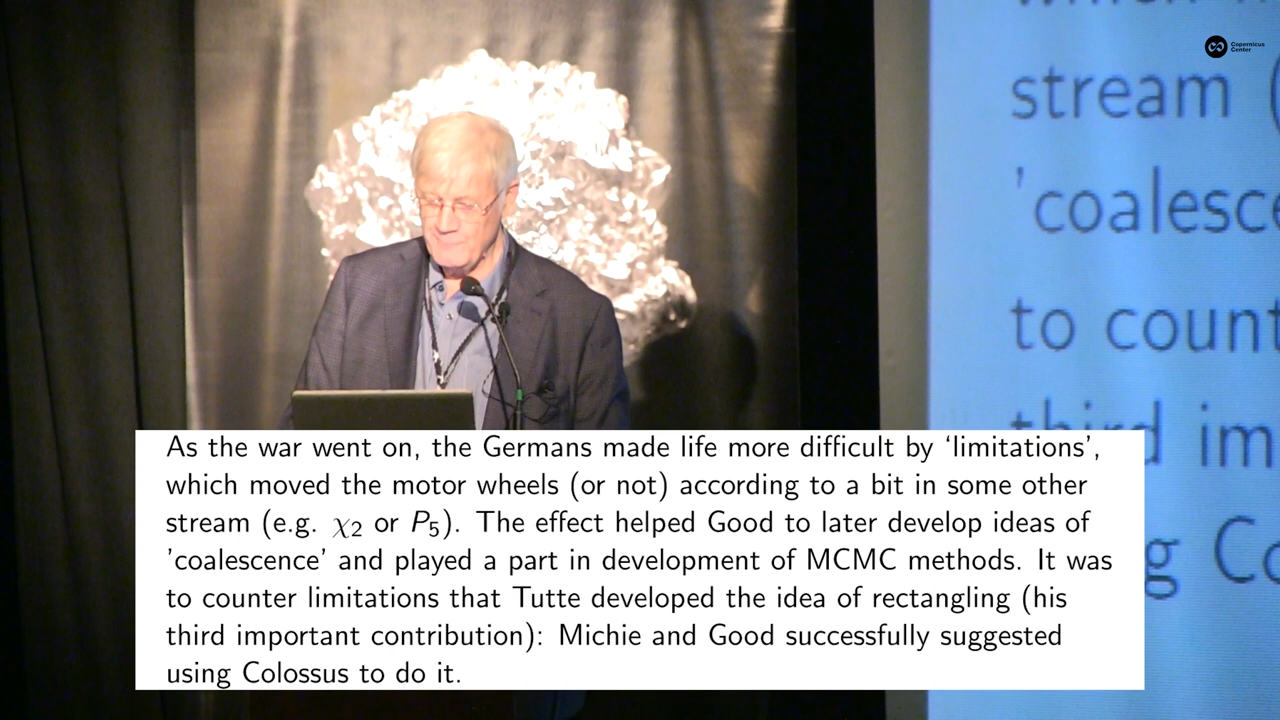 Copernicus
Center
stream (
'coalesc
to count
third im
g Co
As the war went on, the Germans made life more difficult by ‘limitations’,
which moved the motor wheels (or not) according to a bit in some other
stream (e.g. χ₂ or P₅). The effect helped Good to later develop ideas of
’coalescence’ and played a part in development of MCMC methods. It was
to counter limitations that Tutte developed the idea of rectangling (his
third important contribution): Michie and Good successfully suggested
using Colossus to do it.